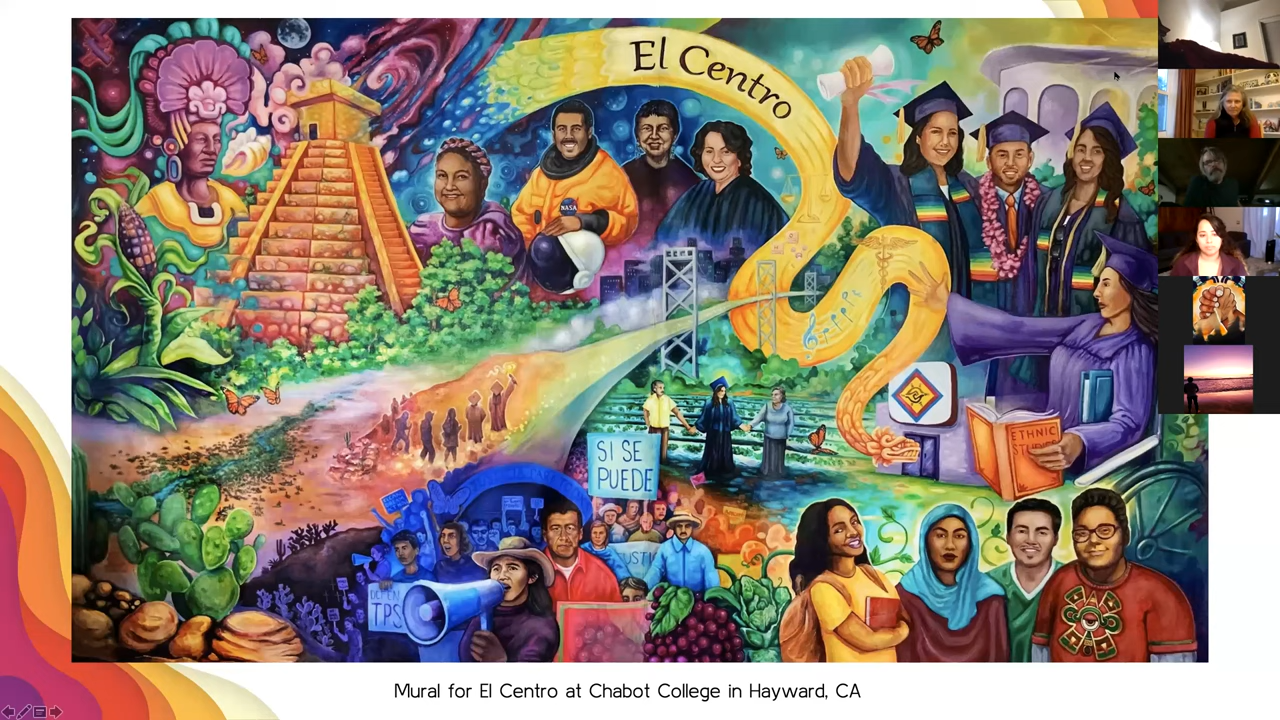 El Centro
NASA
SI SE
PUEDE
ETHNIC
STUDIES
TPS
Mural for El Centro at Chabot College in Hayward, CA